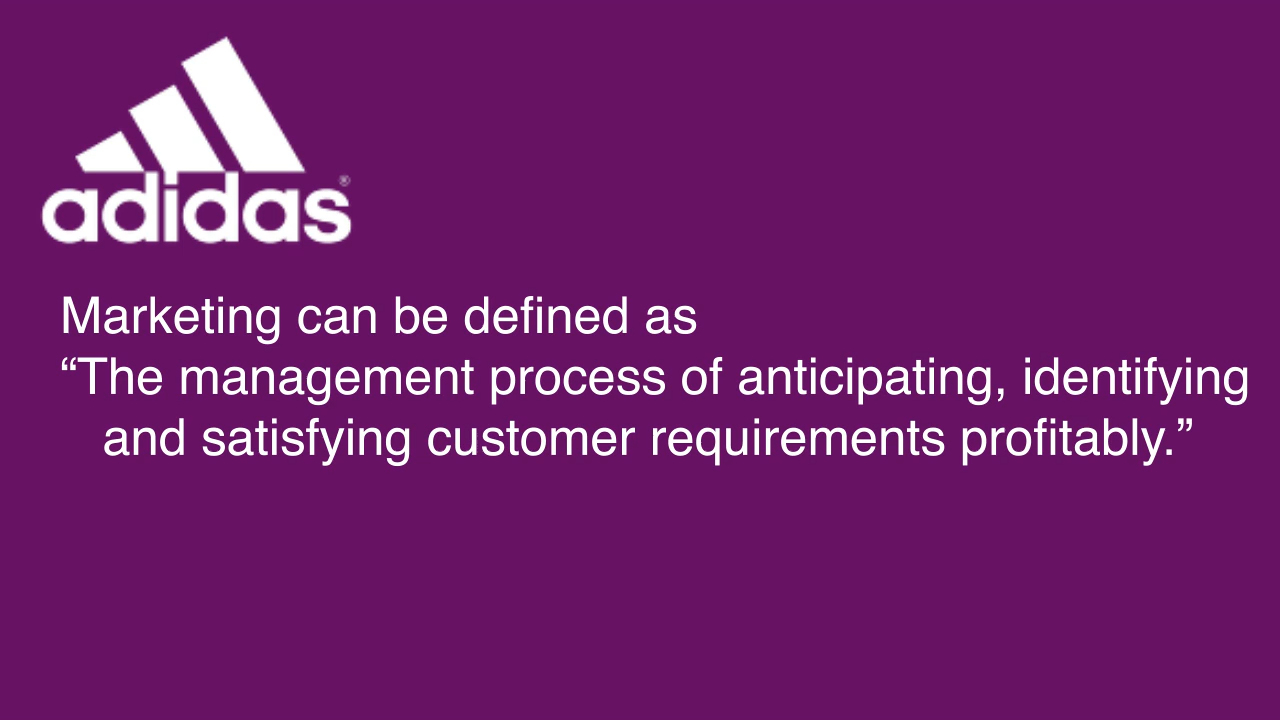 adidas®
Marketing can be defined as
“The management process of anticipating, identifying
and satisfying customer requirements profitably.”